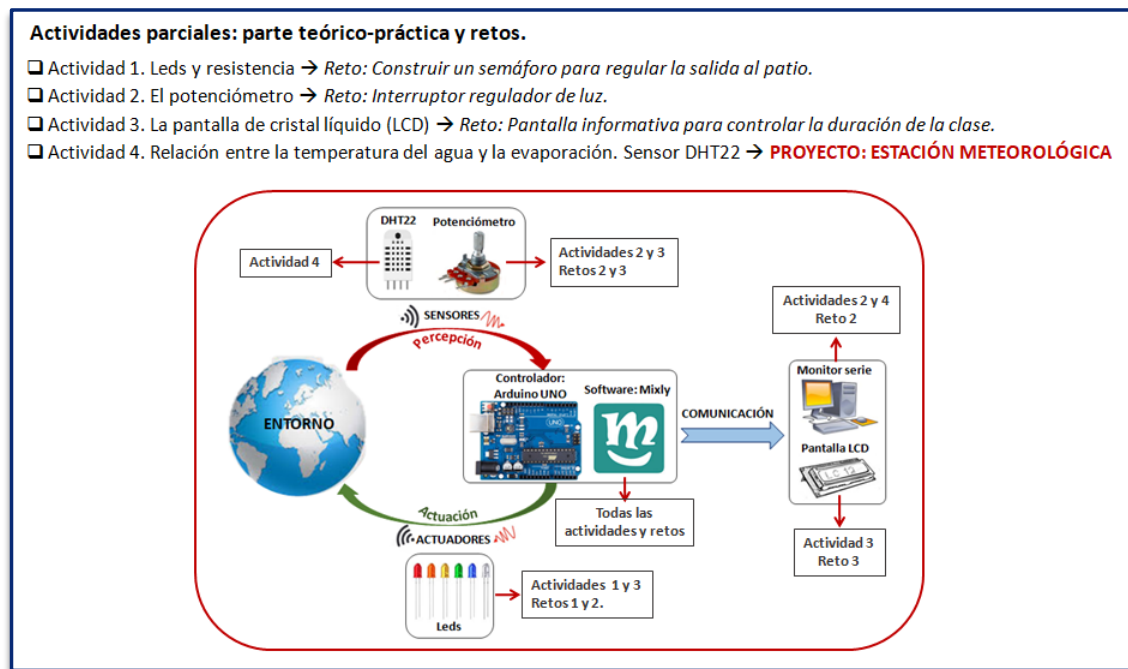 Actividades parciales: parte teórico-práctica y retos.
❑ Actividad 1. Leds y resistencia → Reto: Construir un semáforo para regular la salida al patio.
❑ Actividad 2. El potenciómetro → Reto: Interruptor regulador de luz.
❑ Actividad 3. La pantalla de cristal líquido (LCD) → Reto: Pantalla informativa para controlar la duración de la clase.
❑ Actividad 4. Relación entre la temperatura del agua y la evaporación. Sensor DHT22 → PROYECTO: ESTACIÓN METEOROLÓGICA
DHT22
Potenciómetro
Actividad 4
Actividades 2 y 3
Retos 2 y 3
SENSORES
Percepción
ENTORNO
Controlador:
Arduino UNO
Software: Mixly
UNO
m
COMUNICACIÓN
Actividades 2 y 4
Reto 2
Monitor serie
Pantalla LCD
Actividad 3
Reto 3
Todas las
actividades y retos
Actuación
ACTUADORES
Leds
Actividades 1 y 3
Retos 1 y 2.